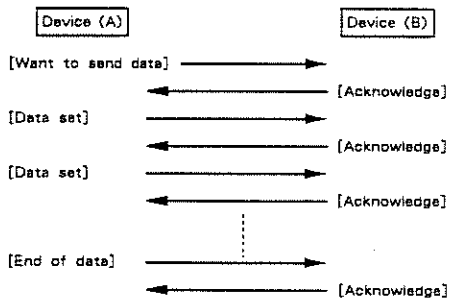 Device (A) Device (B)
[Want to send data]
[Acknowledge]
[Data set]
[Acknowledge]
[Data set]
[Acknowledge]
[End of data]
[Acknowledge]